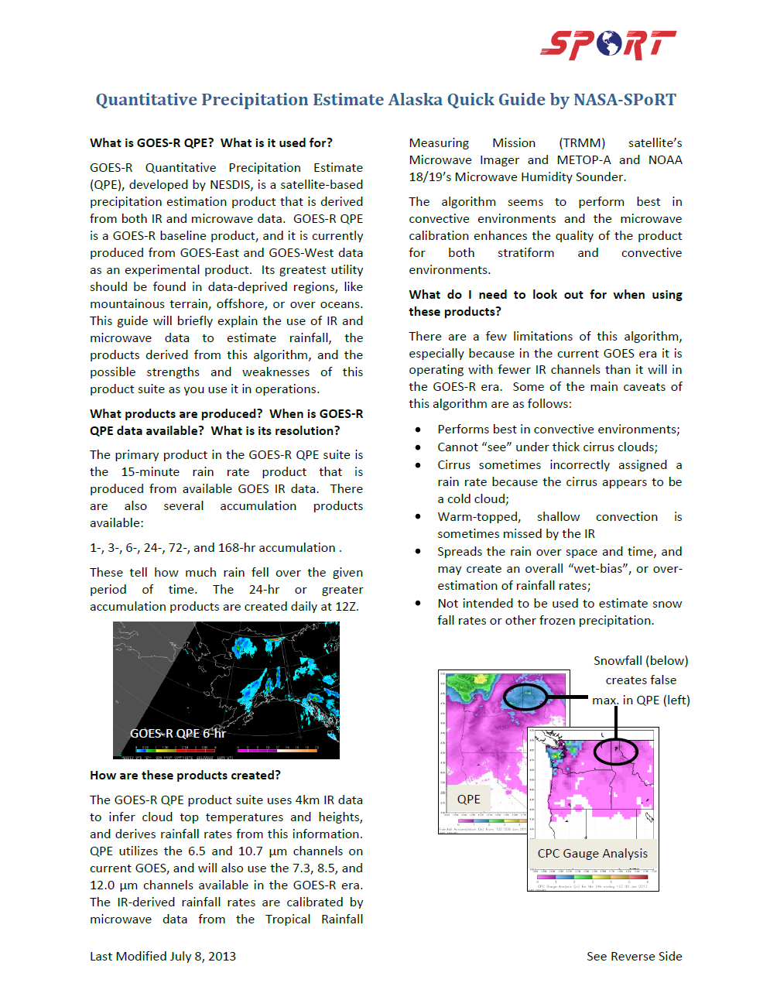 SPORT
Quantitative Precipitation Estimate Alaska Quick Guide by NASA-SPoRT
What is GOES-R QPE?  What is it used for?
GOES-R Quantitative Precipitation Estimate
(QPE), developed by NESDIS, is a satellite-based
precipitation estimation product that is derived
from both IR and microwave data.  GOES-R QPE
is a GOES-R baseline product, and it is currently
produced from GOES-East and GOES-West data
as an experimental product.  Its greatest utility
should be found in data-deprived regions, like
mountainous terrain, offshore, or over oceans.
This guide will briefly explain the use of IR and
microwave data to estimate rainfall, the
products derived from this algorithm, and the
possible strengths and weaknesses of this
product suite as you use it in operations.
What products are produced?  When is GOES-R
QPE data available?  What is its resolution?
The primary product in the GOES-R QPE suite is
the 15-minute rain rate product that is
produced from available GOES IR data.  There
are also several accumulation products
available:
1-, 3-, 6-, 24-, 72-, and 168-hr accumulation .
These tell how much rain fell over the given
period of time. The 24-hr or greater
accumulation products are created daily at 12Z.
GOES-R QPE 6-hr
How are these products created?
The GOES-R QPE product suite uses 4km IR data
to infer cloud top temperatures and heights,
and derives rainfall rates from this information.
QPE utilizes the 6.5 and 10.7 µm channels on
current GOES, and will also use the 7.3, 8.5, and
12.0 µm channels available in the GOES-R era.
The IR-derived rainfall rates are calibrated by
microwave data from the Tropical Rainfall
Measuring Mission (TRMM) satellite's
Microwave Imager and METOP-A and NOAA
18/19's Microwave Humidity Sounder.
The algorithm seems to perform best in
convective environments and the microwave
calibration enhances the quality of the product
for both stratiform and convective
environments.
What do I need to look out for when using
these products?
There are a few limitations of this algorithm,
especially because in the current GOES era it is
operating with fewer IR channels than it will in
the GOES-R era.  Some of the main caveats of
this algorithm are as follows:
• Performs best in convective environments;
• Cannot "see" under thick cirrus clouds;
• Cirrus sometimes incorrectly assigned a
rain rate because the cirrus appears to be
a cold cloud;
• Warm-topped, shallow convection is
sometimes missed by the IR
• Spreads the rain over space and time, and
may create an overall "wet-bias", or over-
estimation of rainfall rates;
• Not intended to be used to estimate snow
fall rates or other frozen precipitation.
Snowfall (below)
creates false
max. in QPE (left)
QPE
CPC Gauge Analysis
Last Modified July 8, 2013
See Reverse Side